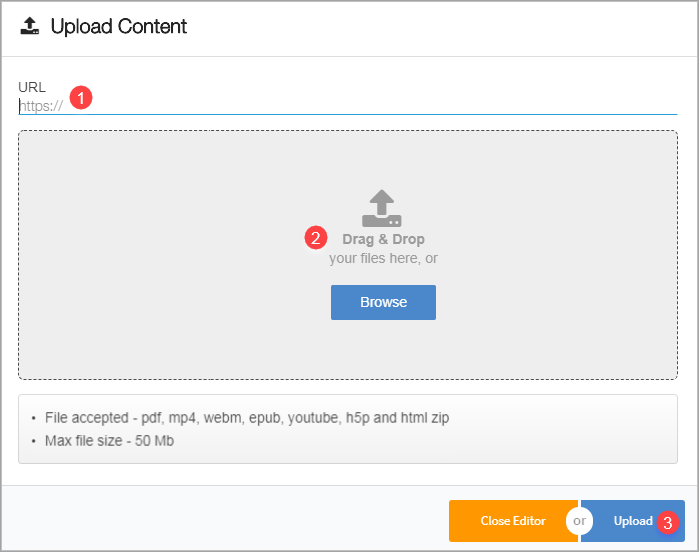 Upload Content
URL
https://
1
2
Drag & Drop
your files here, or
Browse
• File accepted - pdf, mp4, webm, epub, youtube, h5p and html zip
• Max file size - 50 Mb
Close Editor or Upload 3